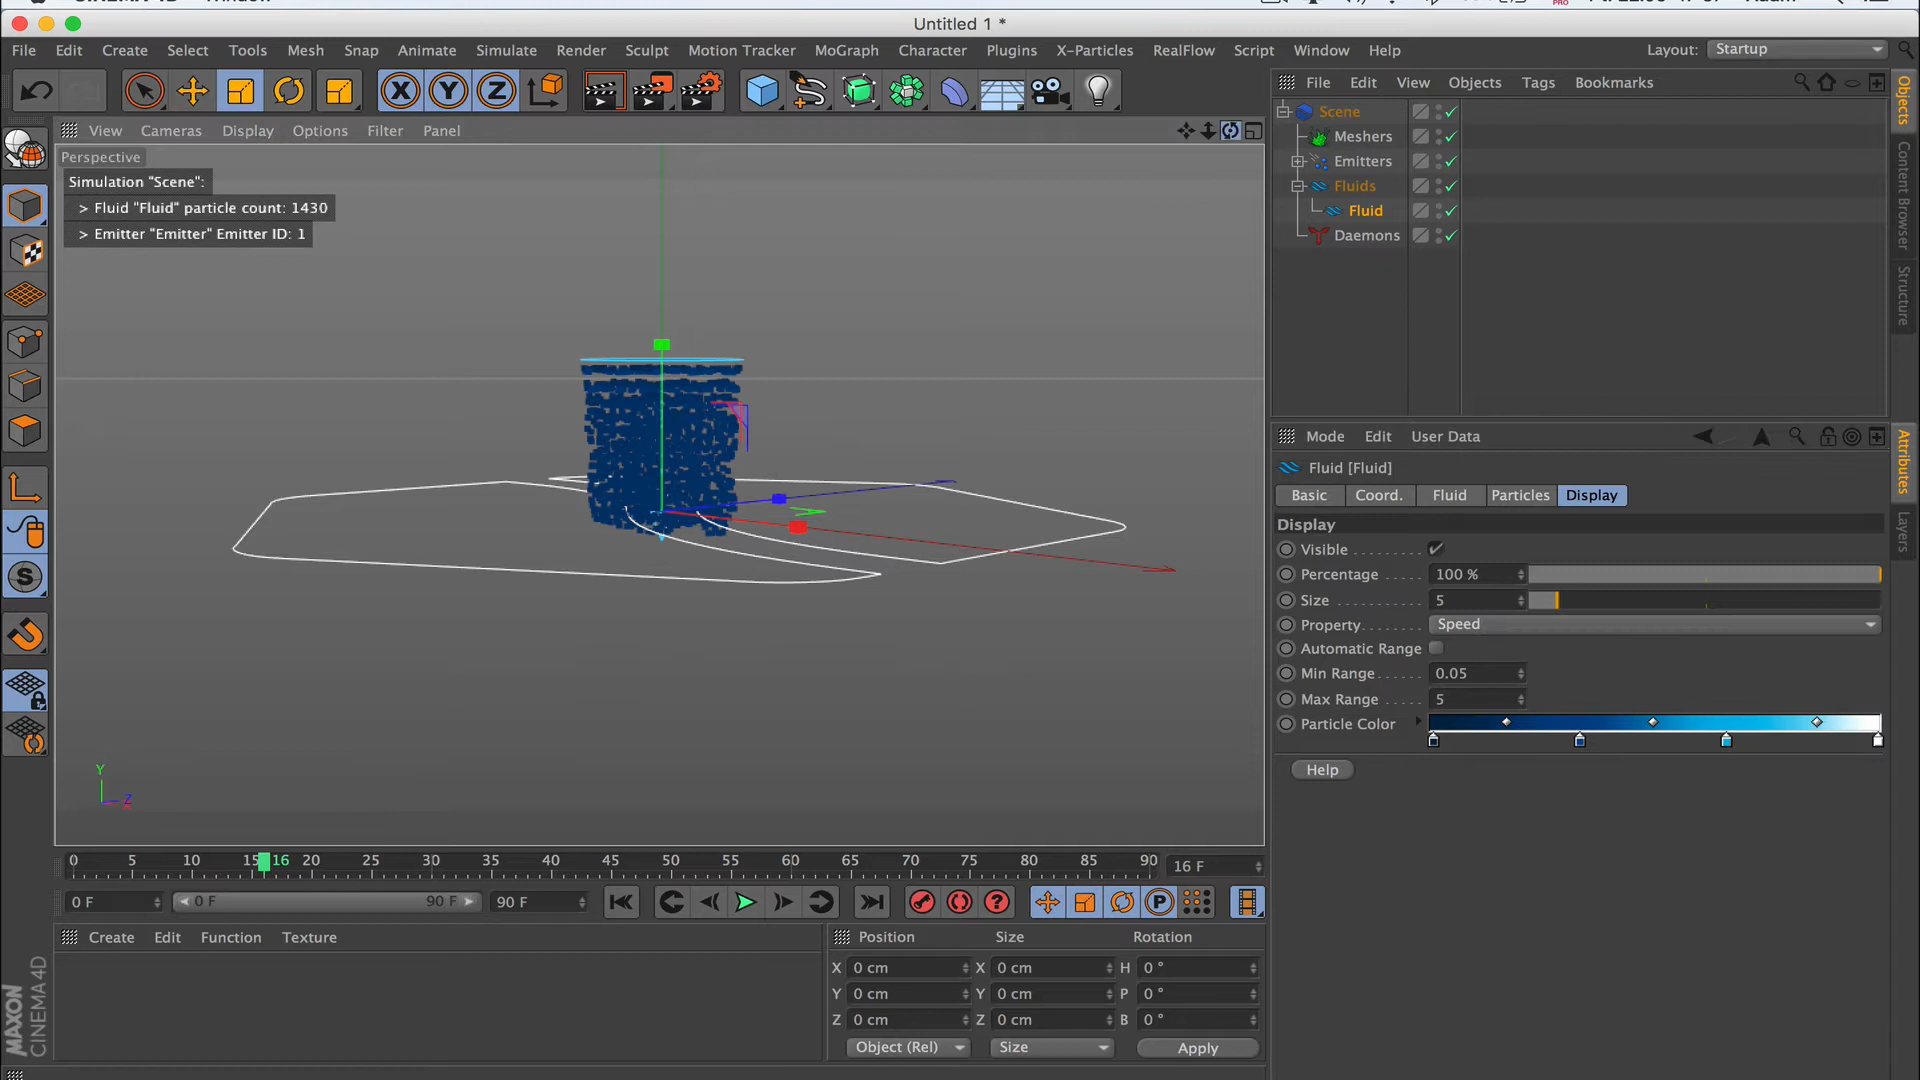 Untitled 1 *
File Edit Create Select Tools Mesh Snap Animate Simulate Render Sculpt Motion Tracker MoGraph Character Plugins X-Particles RealFlow Script Window Help Layout: Startup
File Edit View Objects Tags Bookmarks
View Cameras Display Options Filter Panel
Perspective
Simulation "Scene":
> Fluid "Fluid" particle count: 1430
> Emitter "Emitter" Emitter ID: 1
Scene
Meshers
Emitters
Fluids
Fluid
Daemons
Objects
Content Browser
Structure
Mode Edit User Data
Fluid [Fluid]
Basic Coord. Fluid Particles Display
Display
Visible
Percentage 100 %
Size 5
Property Speed
Automatic Range
Min Range 0.05
Max Range 5
Particle Color
Help
Attributes
Layers
Y
Z
0 5 10 15 16 20 25 30 35 40 45 50 55 60 65 70 75 80 85 90 16 F
0 F 0 F 90 F 90 F
Create Edit Function Texture
Position Size Rotation
X 0 cm X 0 cm H 0 °
Y 0 cm Y 0 cm P 0 °
Z 0 cm Z 0 cm B 0 °
Object (Rel) Size Apply
MAXON
CINEMA 4D